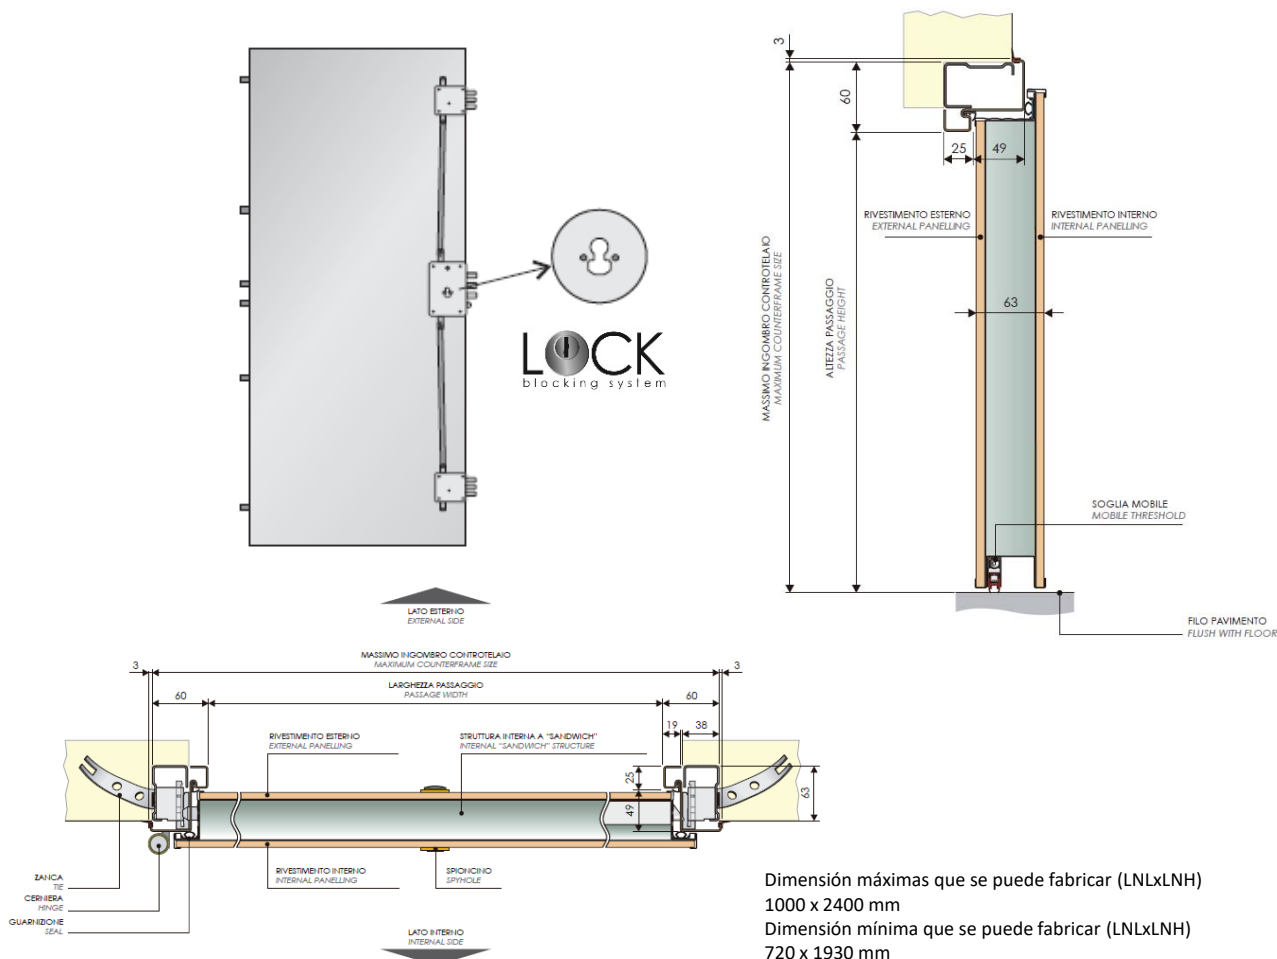 LOCK
blocking system
3
60
25
49
RIVESTIMENTO ESTERNO
EXTERNAL PANELLING
RIVESTIMENTO INTERNO
INTERNAL PANELLING
MASSIMO INGOMBRO CONTROTELAIO
MAXIMUM COUNTERFRAME SIZE
ALTEZZA PASSAGGIO
PASSAGE HEIGHT
63
SOGLIA MOBILE
MOBILE THRESHOLD
FILO PAVIMENTO
FLUSH WITH FLOOR
LATO ESTERNO
EXTERNAL SIDE
MASSIMO INGOMBRO CONTROTELAIO
MAXIMUM COUNTERFRAME SIZE
3
3
LARGHEZZA PASSAGGIO
PASSAGE WIDTH
60
60
19
38
RIVESTIMENTO ESTERNO
EXTERNAL PANELLING
STRUTTURA INTERNA A "SANDWICH"
INTERNAL "SANDWICH" STRUCTURE
25
49
63
RIVESTIMENTO INTERNO
INTERNAL PANELLING
SPIONCINO
SPYHOLE
ZANCA
TIE
CERNIERA
HINGE
GUARNIZIONE
SEAL
LATO INTERNO
INTERNAL SIDE
Dimensión máximas que se puede fabricar (LNLxLNH)
1000 x 2400 mm
Dimensión mínima que se puede fabricar (LNLxLNH)
720 x 1930 mm